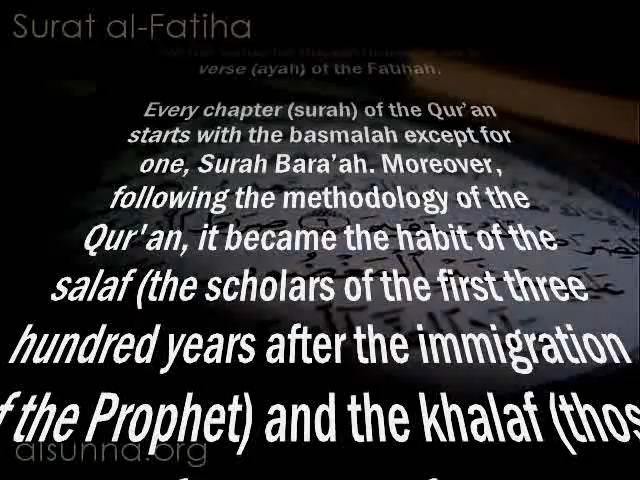 Surat al-Fatiha
verse (ayah) of the Fatihah.
Every chapter (surah) of the Qur'an
starts with the basmalah except for
one, Surah Bara'ah. Moreover,
following the methodology of the
Qur'an, it became the habit of the
salaf (the scholars of the first three
hundred years after the immigration
f the Prophet) and the khalaf (thos
alsunna.org